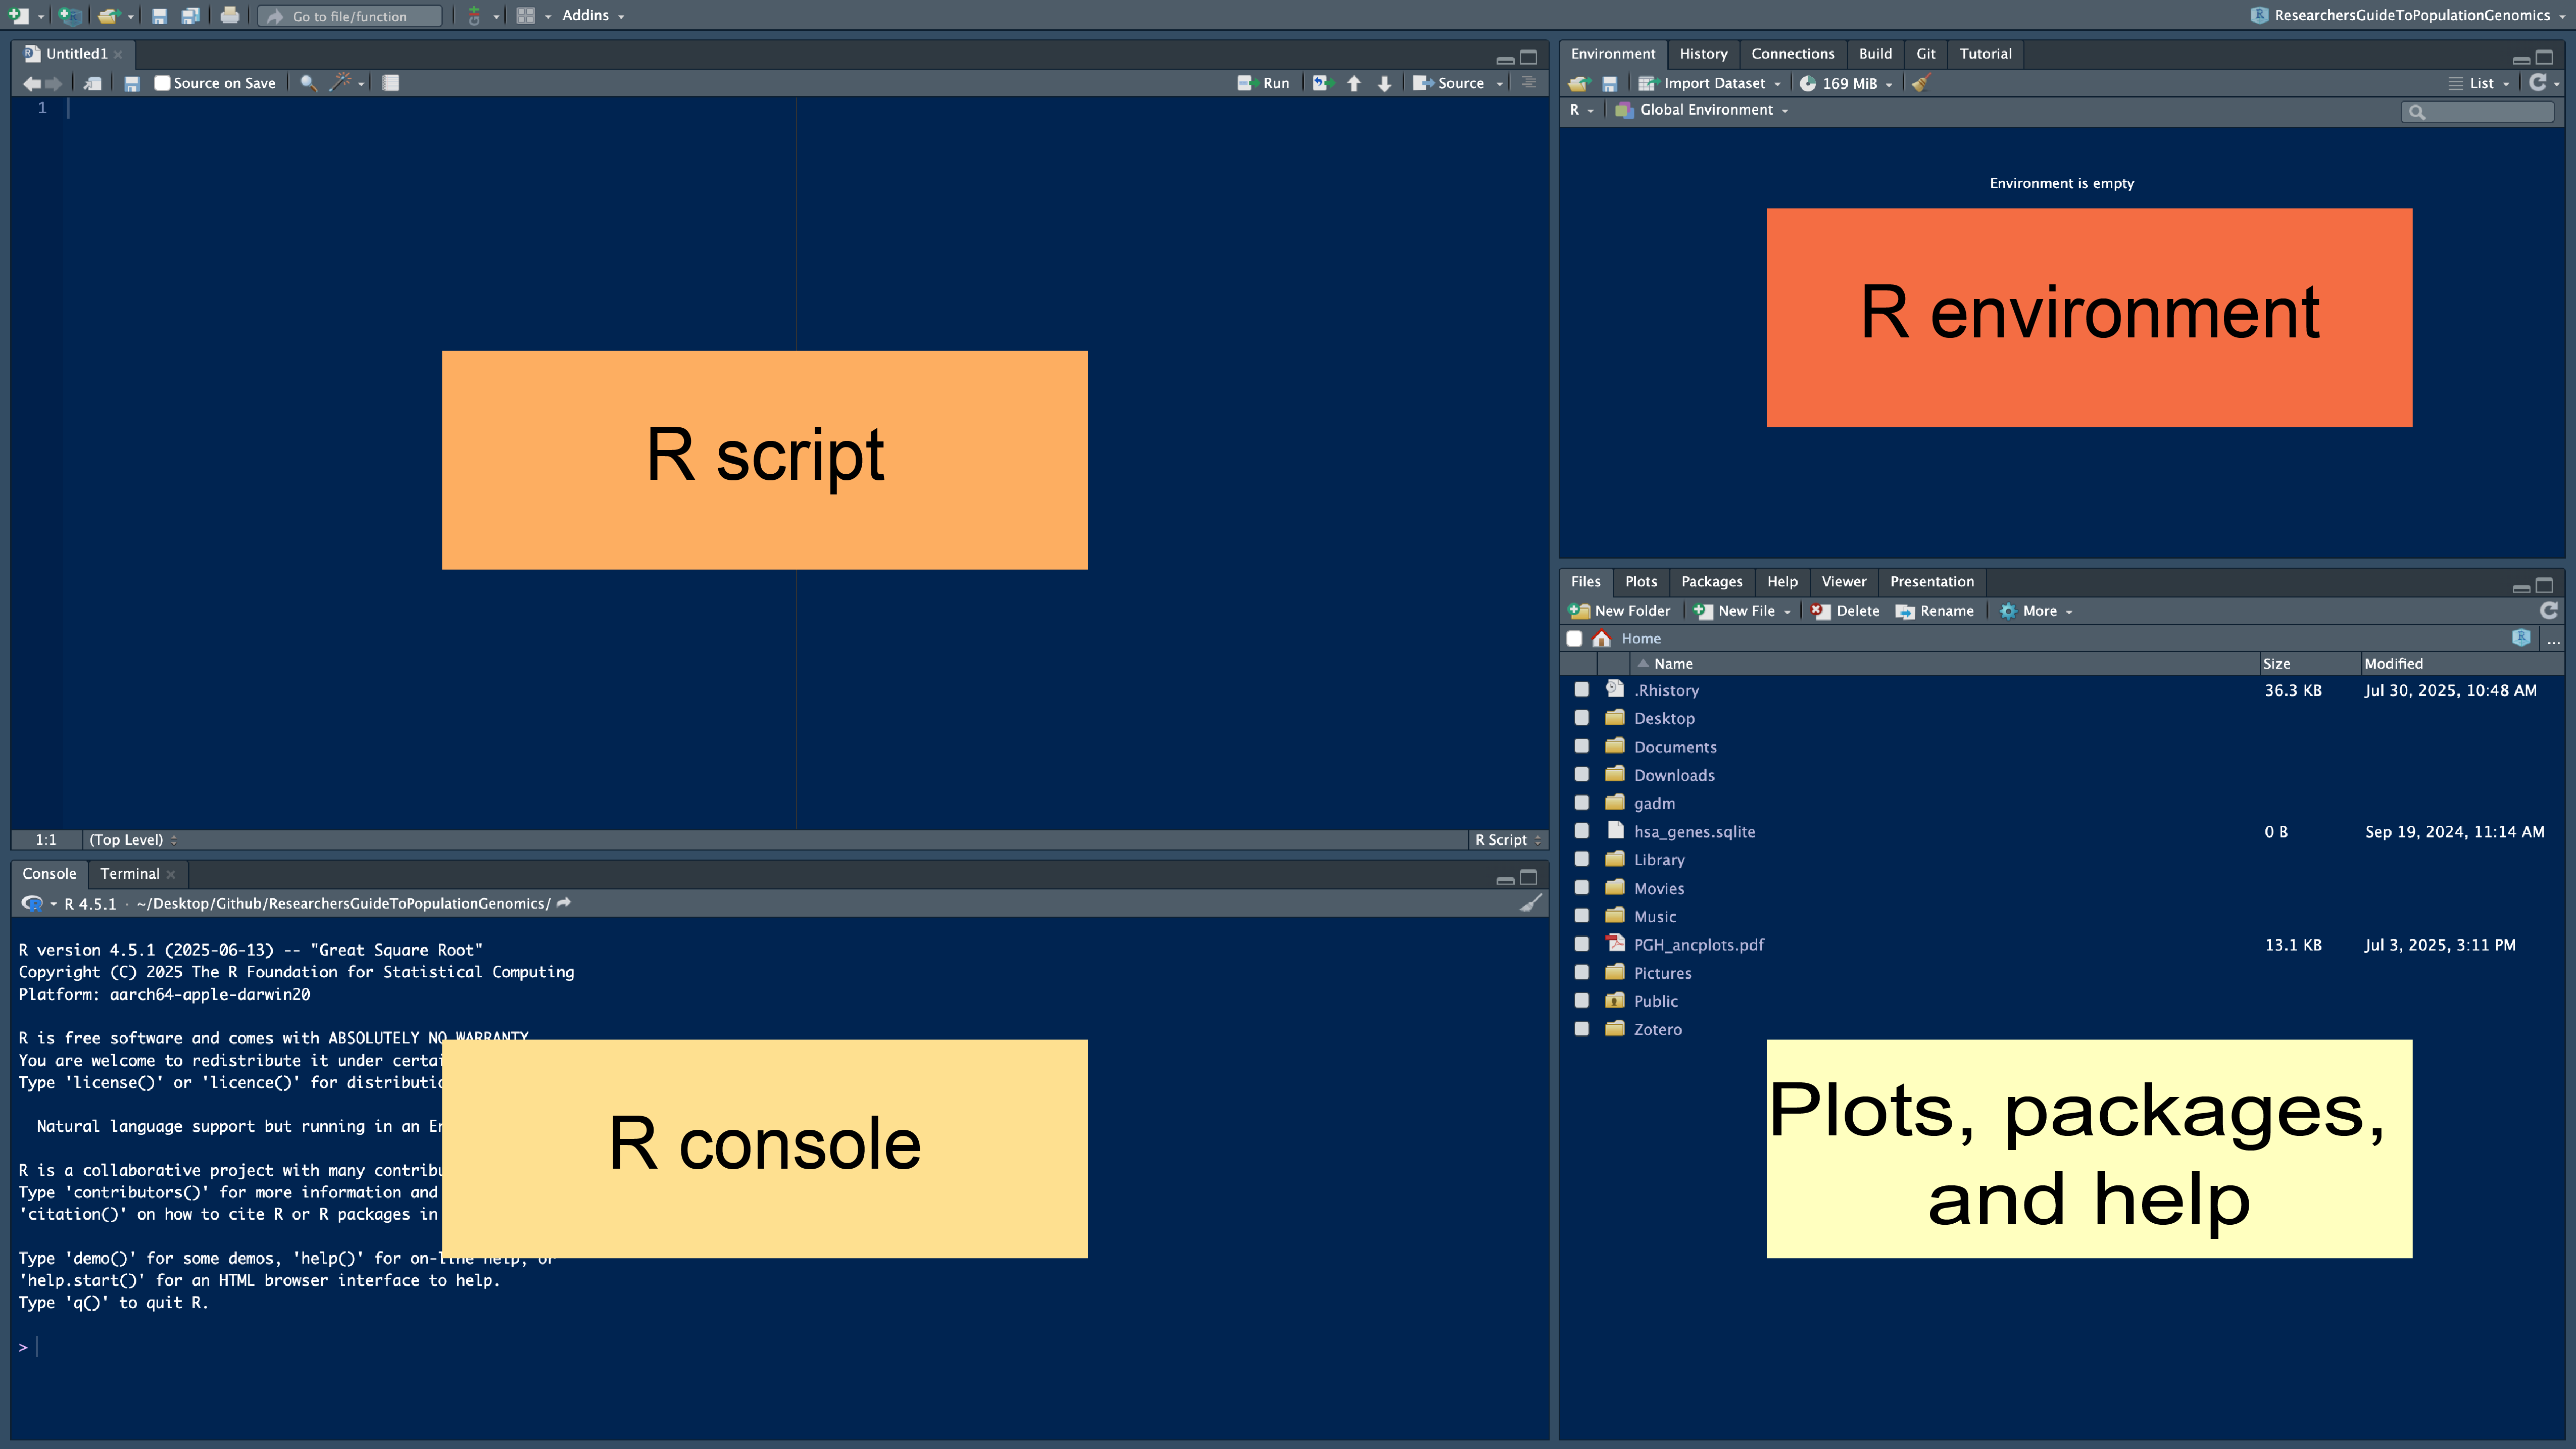 Go to file/function
Addins
ResearchersGuideToPopulationGenomics
Untitled1
Source on Save
Run
Source
1
R script
1:1 (Top Level)
R Script
Console Terminal
R 4.5.1 · ~/Desktop/Github/ResearchersGuideToPopulationGenomics/
R version 4.5.1 (2025-06-13) -- "Great Square Root"
Copyright (C) 2025 The R Foundation for Statistical Computing
Platform: aarch64-apple-darwin20
R is free software and comes with ABSOLUTELY NO WARRANTY
You are welcome to redistribute it under
Type 'license()' or 'licence()' for
Natural language support but running in an
R is a collaborative project with many
Type 'contributors()' for more information and
'citation()' on how to cite R or R packages in
R console
Type 'demo()' for some demos, 'help()' for on-line help, or
'help.start()' for an HTML browser interface to help.
Type 'q()' to quit R.
>
Environment History Connections Build Git Tutorial
Import Dataset 169 MiB List
R Global Environment
Environment is empty
R environment
Files Plots Packages Help Viewer Presentation
New Folder New File Delete Rename More
Home ...
Name Size Modified
.Rhistory 36.3 KB Jul 30, 2025, 10:48 AM
Desktop
Documents
Downloads
gadm
hsa_genes.sqlite 0 B Sep 19, 2024, 11:14 AM
Library
Movies
Music
PGH_ancplots.pdf 13.1 KB Jul 3, 2025, 3:11 PM
Pictures
Public
Zotero
Plots, packages,
and help